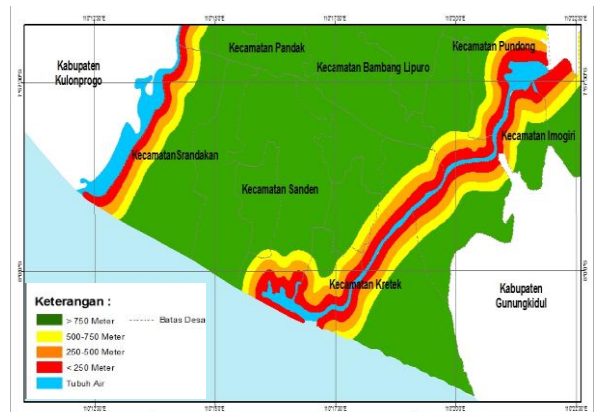 Kabupaten
Kulonprogo
Kecamatan Pandak
Kecamatan Pundong
Kecamatan Bambang Lipuro
Kecamatan Imogiri
Kecamatan Srandakan
Kecamatan Sanden
Kecamatan Kretek
Kabupaten
Gunungkidul
Keterangan :
> 750 Meter
Batas Desa
500-750 Meter
250-500 Meter
< 250 Meter
Tubuh Air